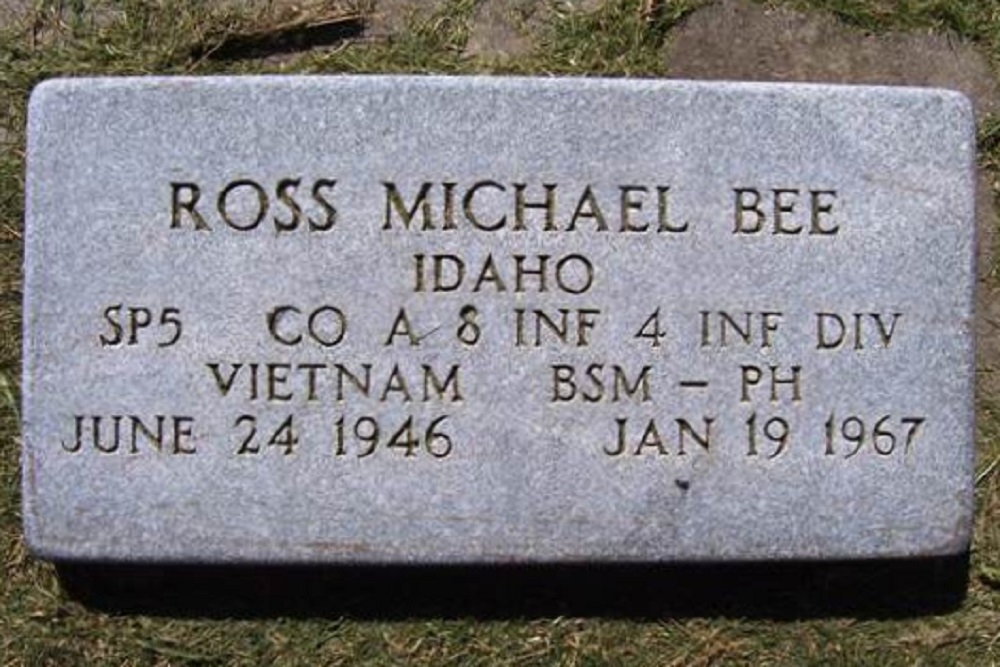 ROSS MICHAEL BEE
IDAHO
SP5 CO A 8 INF 4 INF DIV
VIETNAM BSM - PH
JUNE 24 1946 JAN 19 1967